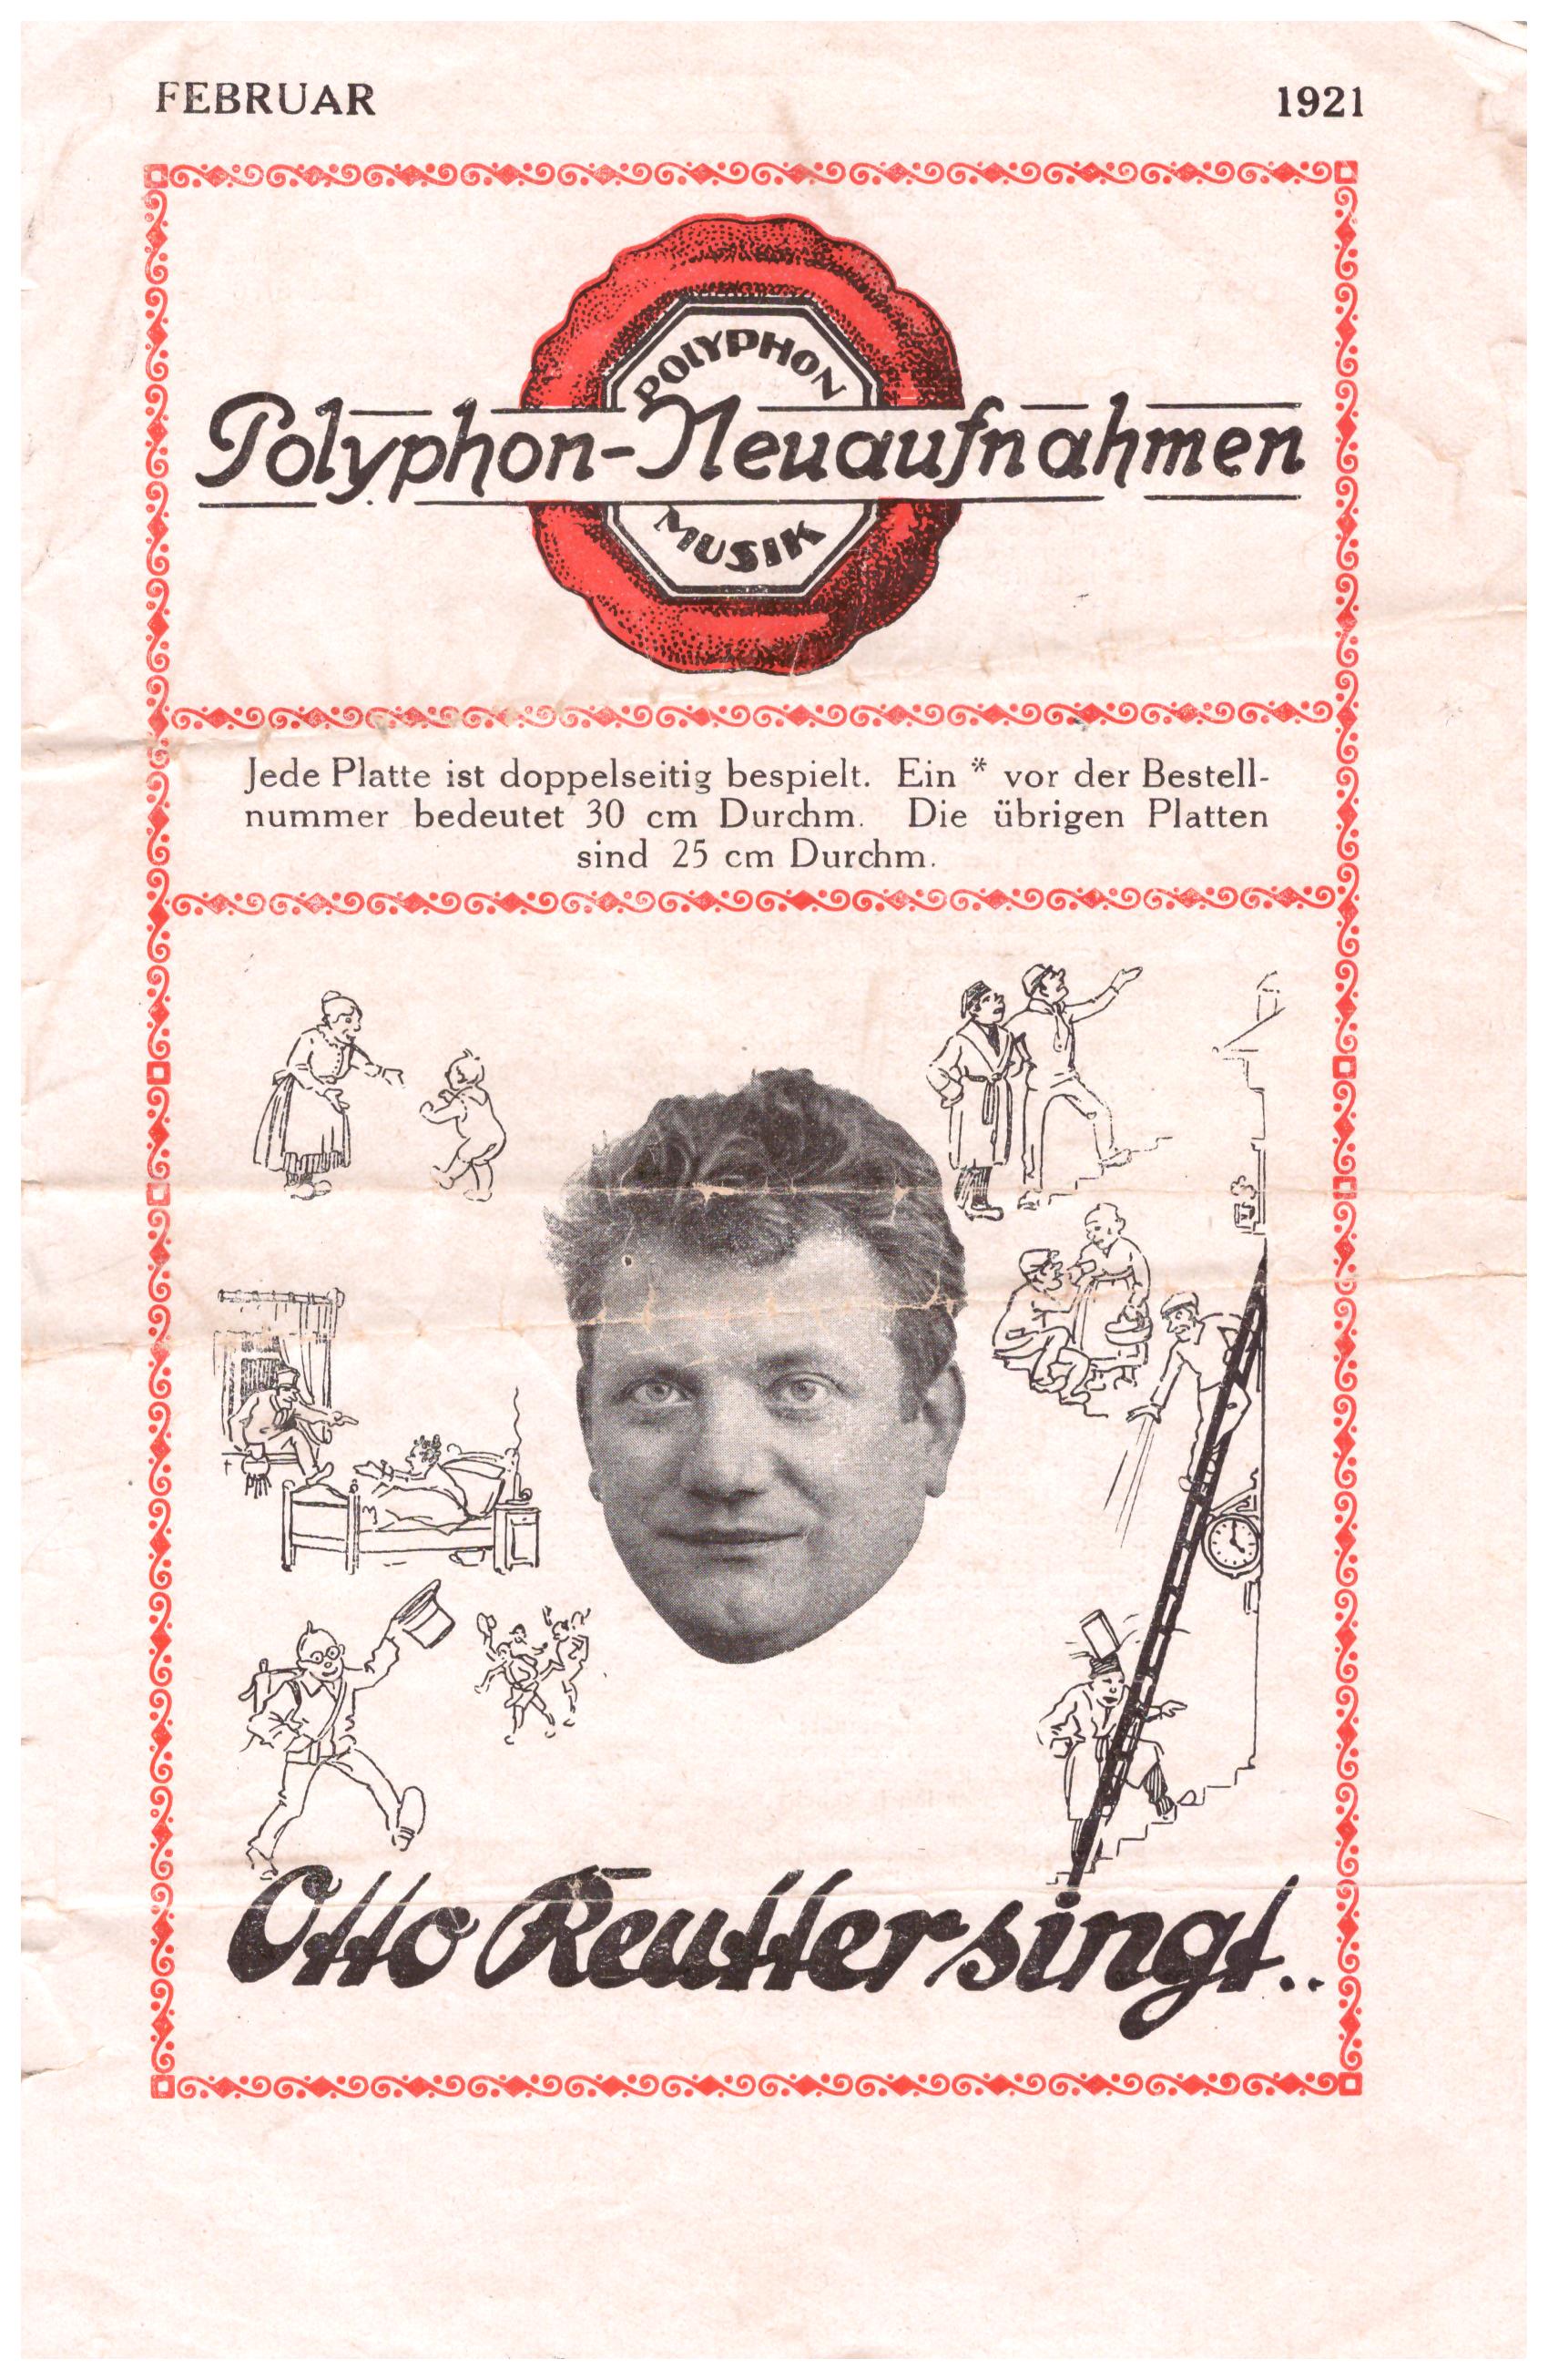 FEBRUAR 1921
POLYPHON
Polyphon-Neuaufnahmen
MUSIK
Jede Platte ist doppelseitig bespielt. Ein * vor der Bestell-
nummer bedeutet 30 cm Durchm. Die übrigen Platten
sind 25 cm Durchm.
Otto Reutter singt..